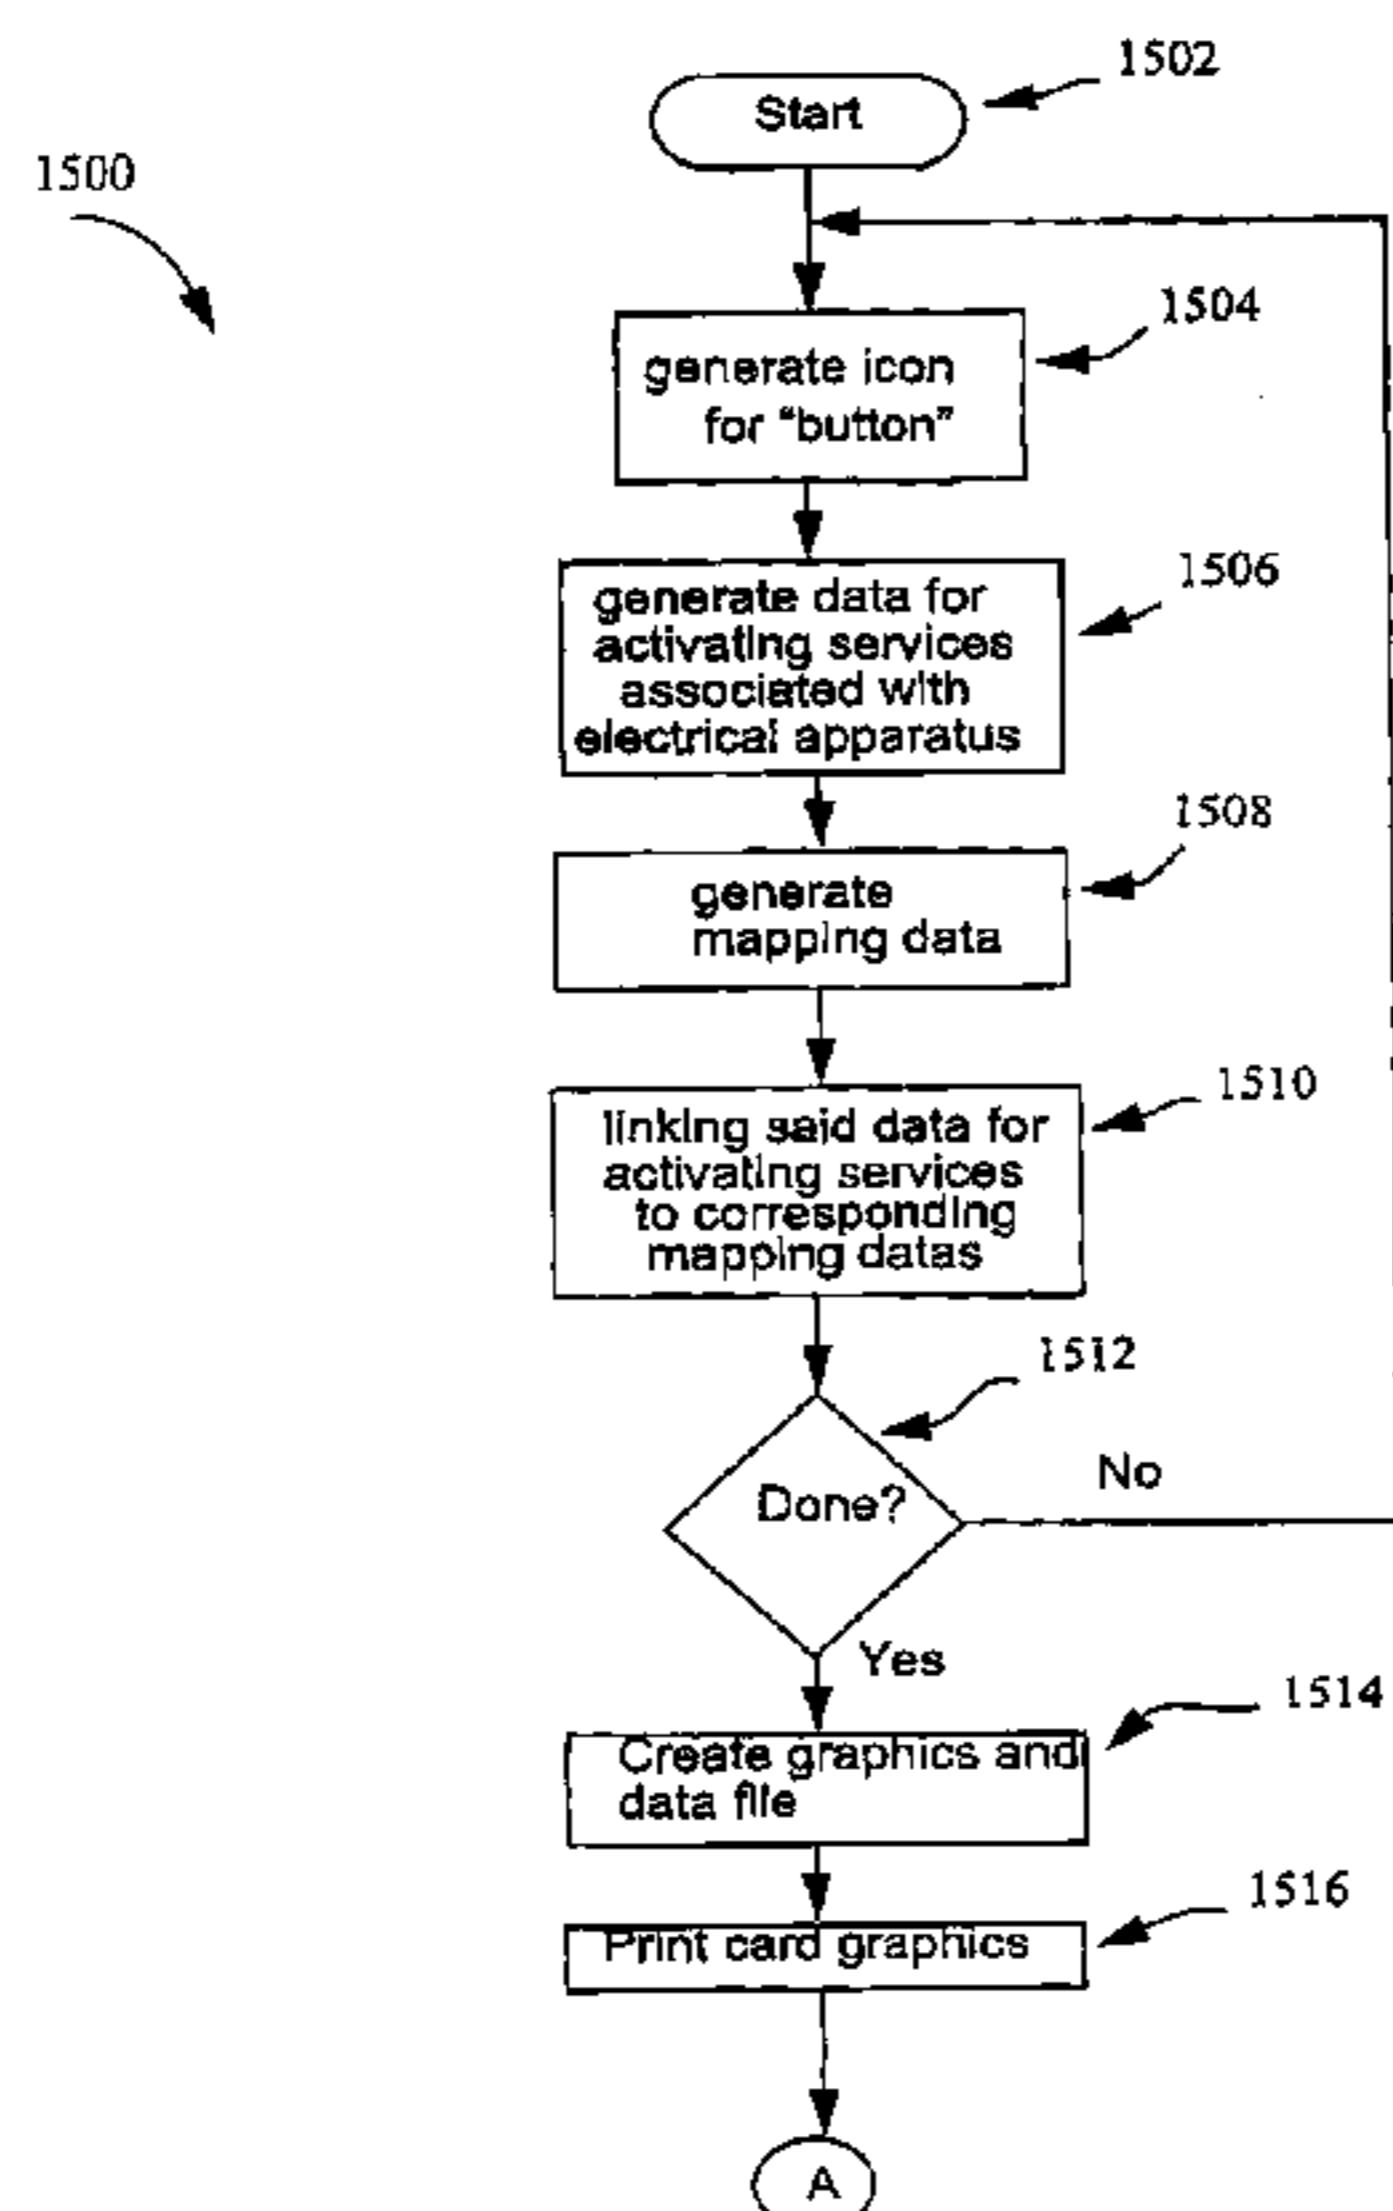 1502
Start
1500
1504
generate icon
for “button”
1506
generate data for
activating services
associated with
electrical apparatus
1508
generate
mapping data
1510
linking said data for
activating services
to corresponding
mapping datas
1512
Done?
No
Yes
1514
Create graphics and
data file
1516
Print card graphics
A